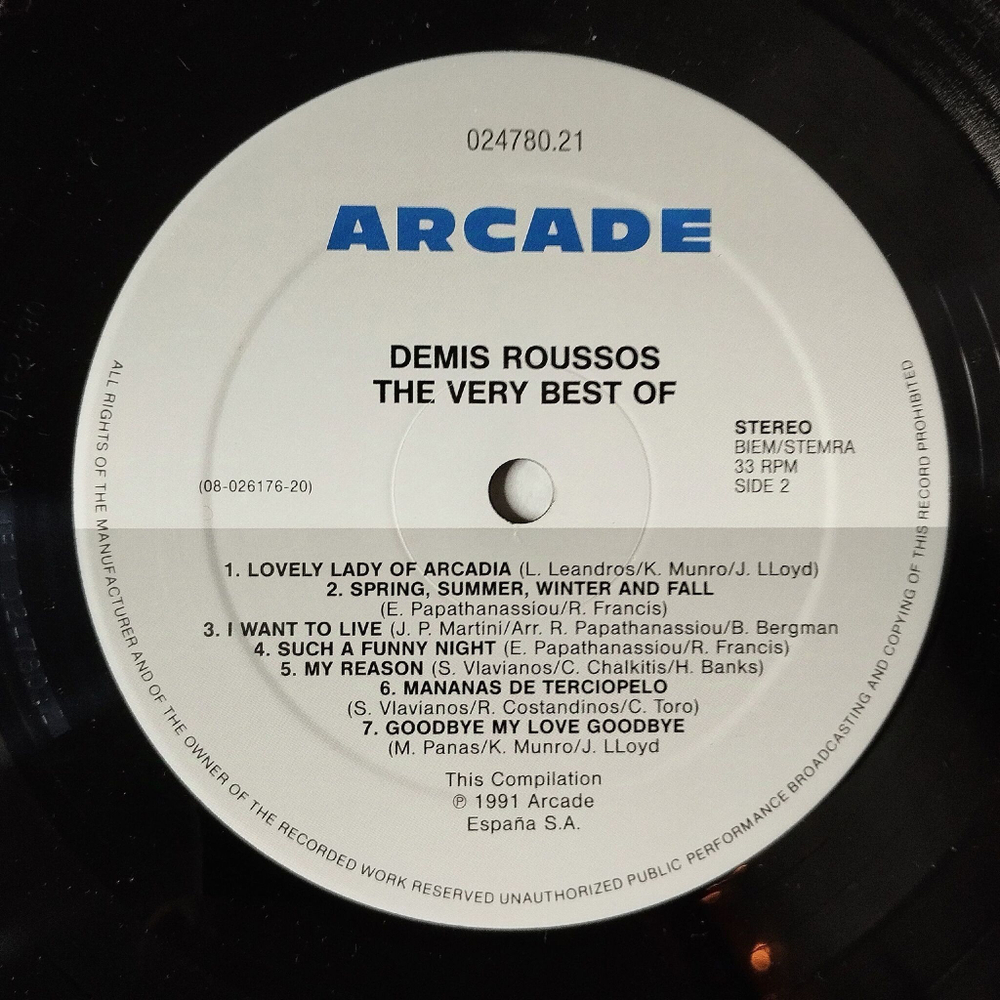 024780.21
ARCADE
DEMIS ROUSSOS
THE VERY BEST OF
STEREO
BIEM/STEMRA
33 RPM
SIDE 2
(08-026176-20)
1. LOVELY LADY OF ARCADIA (L. Leandros/K. Munro/J. LLoyd)
2. SPRING, SUMMER, WINTER AND FALL
(E. Papathanassiou/R. Francis)
3. I WANT TO LIVE (J. P. Martini/Arr. R. Papathanassiou/B. Bergman
4. SUCH A FUNNY NIGHT (E. Papathanassiou/R. Francis)
5. MY REASON (S. Vlavianos/C. Chalkitis/H. Banks)
6. MANANAS DE TERCIOPELO
(S. Vlavianos/R. Costandinos/C. Toro)
7. GOODBYE MY LOVE GOODBYE
(M. Panas/K. Munro/J. LLoyd
This Compilation
℗ 1991 Arcade
España S.A.
ALL RIGHTS OF THE MANUFACTURER AND OF THE OWNER OF THE RECORDED WORK RESERVED UNAUTHORIZED PUBLIC PERFORMANCE BROADCASTING AND COPYING OF THIS RECORD PROHIBITED